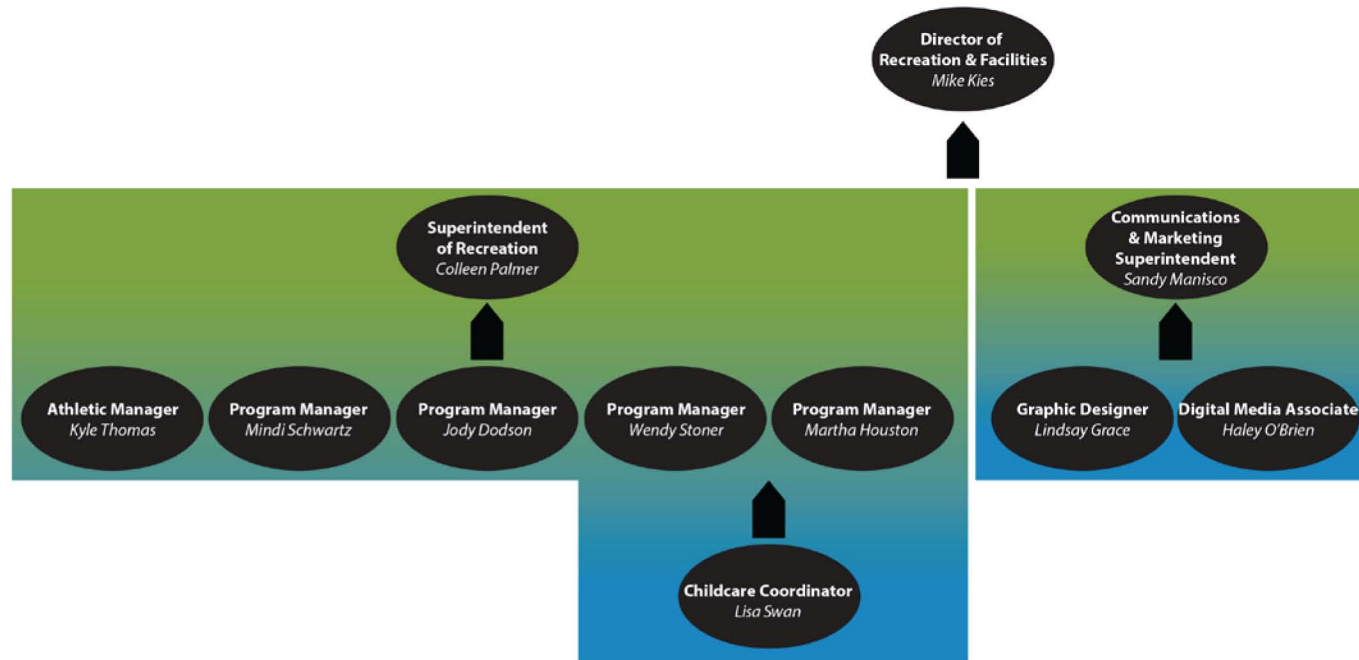 Director of
Recreation & Facilities
Mike Kies
Superintendent
of Recreation
Colleen Palmer
Communications
& Marketing
Superintendent
Sandy Manisco
Athletic Manager
Kyle Thomas
Program Manager
Mindi Schwartz
Program Manager
Jody Dodson
Program Manager
Wendy Stoner
Program Manager
Martha Houston
Graphic Designer
Lindsay Grace
Digital Media Associate
Haley O'Brien
Childcare Coordinator
Lisa Swan